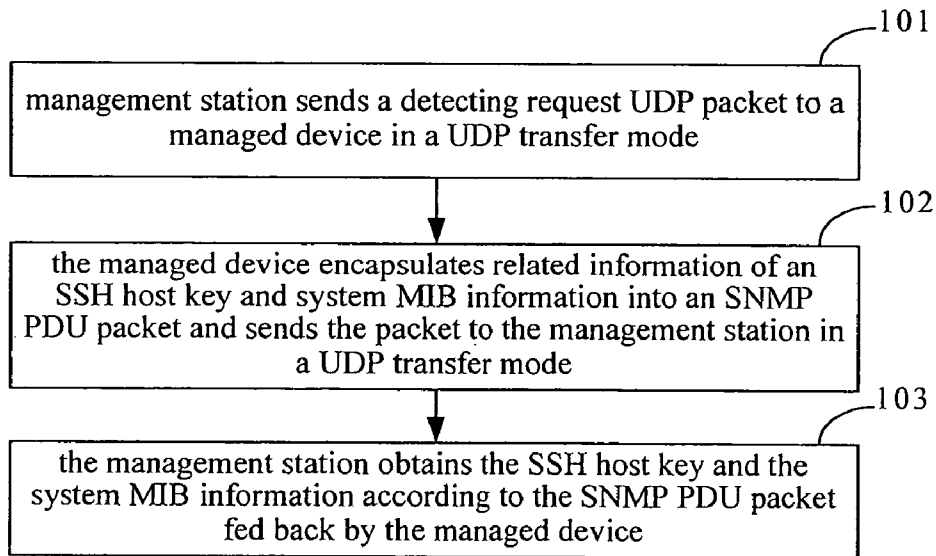 101
management station sends a detecting request UDP packet to a
managed device in a UDP transfer mode
102
the managed device encapsulates related information of an
SSH host key and system MIB information into an SNMP
PDU packet and sends the packet to the management station in
a UDP transfer mode
103
the management station obtains the SSH host key and the
system MIB information according to the SNMP PDU packet
fed back by the managed device